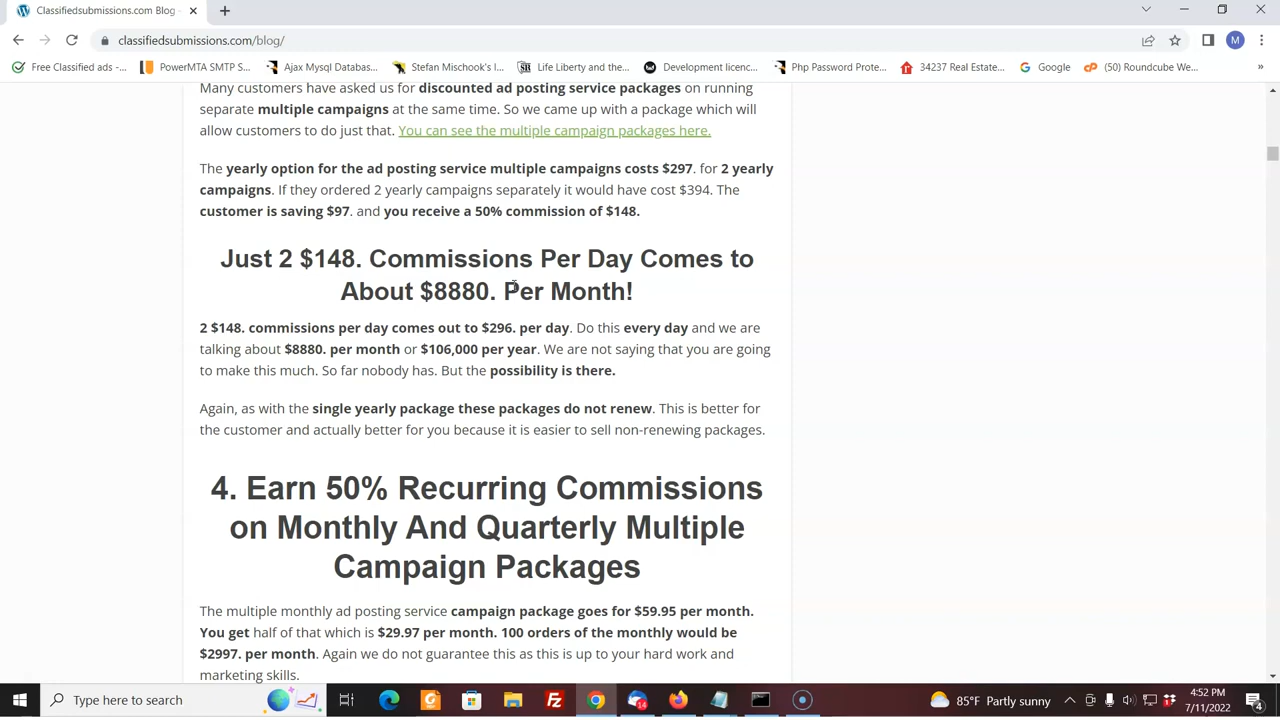 Classifiedsubmissions.com Blog
classifiedsubmissions.com/blog/
M
Free Classified ads -...
PowerMTA SMTP S...
Ajax Mysql Databas...
Stefan Mischook's I...
Life Liberty and the...
Development licenc...
Php Password Prote...
34237 Real Estate...
Google
(50) Roundcube We...
»
Many customers have asked us for discounted ad posting service packages on running
separate multiple campaigns at the same time. So we came up with a package which will
allow customers to do just that. You can see the multiple campaign packages here.
The yearly option for the ad posting service multiple campaigns costs $297. for 2 yearly
campaigns. If they ordered 2 yearly campaigns separately it would have cost $394. The
customer is saving $97. and you receive a 50% commission of $148.
Just 2 $148. Commissions Per Day Comes to
About $8880. Per Month!
2 $148. commissions per day comes out to $296. per day. Do this every day and we are
talking about $8880. per month or $106,000 per year. We are not saying that you are going
to make this much. So far nobody has. But the possibility is there.
Again, as with the single yearly package these packages do not renew. This is better for
the customer and actually better for you because it is easier to sell non-renewing packages.
4. Earn 50% Recurring Commissions
on Monthly And Quarterly Multiple
Campaign Packages
The multiple monthly ad posting service campaign package goes for $59.95 per month.
You get half of that which is $29.97 per month. 100 orders of the monthly would be
$2997. per month. Again we do not guarantee this as this is up to your hard work and
marketing skills.
Type here to search
14
85°F Partly sunny
4:52 PM
7/11/2022
4